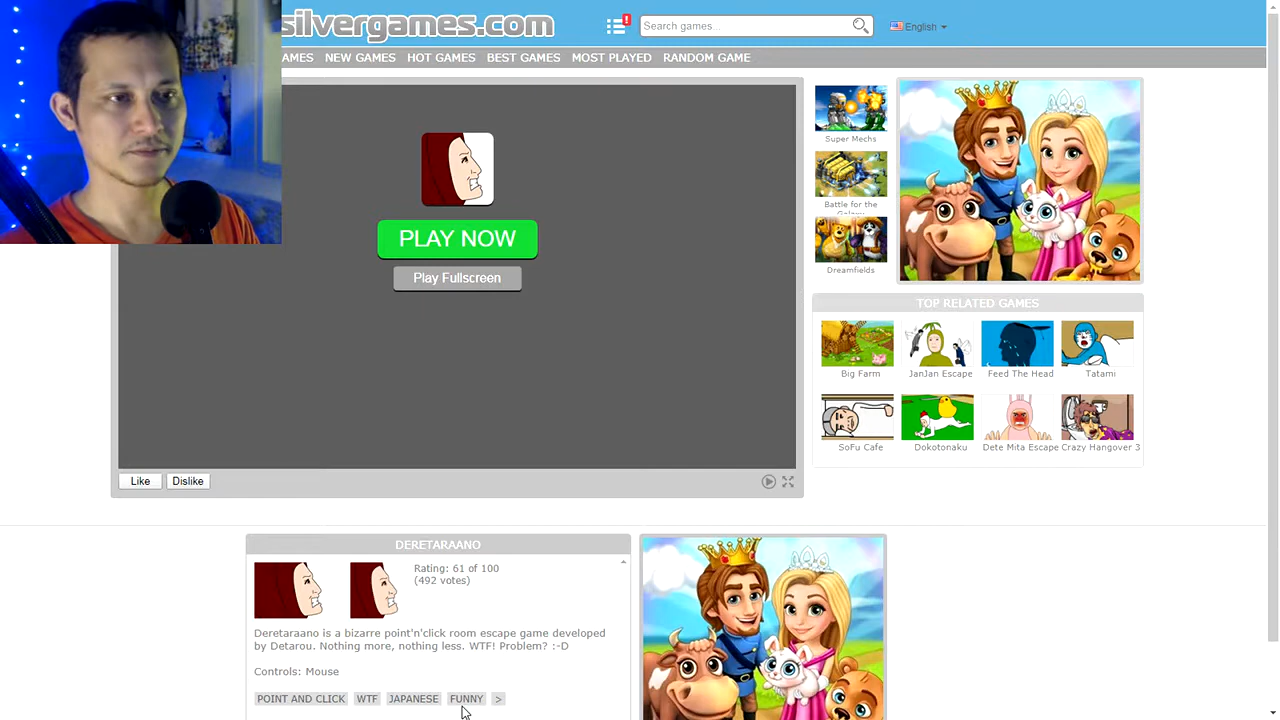 silvergames.com
Search games...
English
AMES NEW GAMES HOT GAMES BEST GAMES MOST PLAYED RANDOM GAME
PLAY NOW
Play Fullscreen
Super Mechs
Battle for the
Galaxy
Dreamfields
TOP RELATED GAMES
Big Farm JanJan Escape Feed The Head Tatami
SoFu Cafe Dokotonaku Dete Mita Escape Crazy Hangover 3
Like Dislike
DERETARAANO
Rating: 61 of 100
(492 votes)
Deretaraano is a bizarre point'n'click room escape game developed
by Detarou. Nothing more, nothing less. WTF! Problem? :-D
Controls: Mouse
POINT AND CLICK WTF JAPANESE FUNNY >